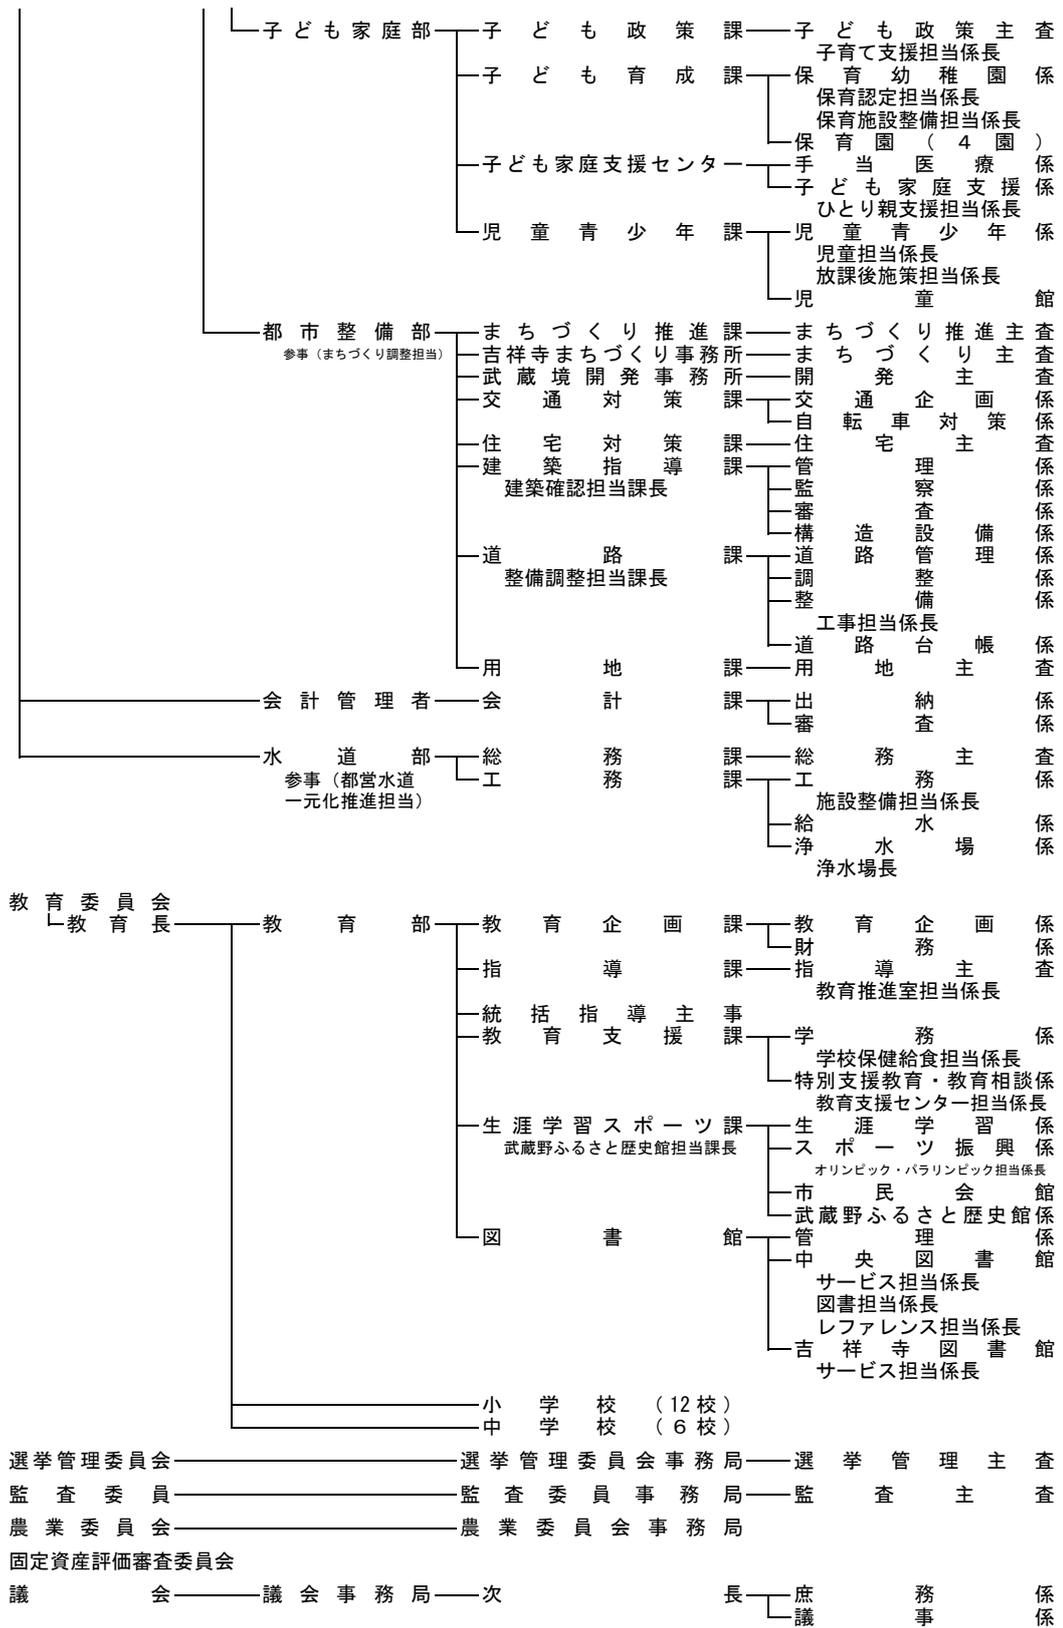 子ども家庭部 子ども政策課 子ども政策主査
子育て支援担当係長
子ども育成課 保育幼稚園係
保育認定担当係長
保育施設整備担当係長
保育園（４園）
子ども家庭支援センター 手当医療係
子ども家庭支援係
ひとり親支援担当係長
児童青少年課 児童青少年係
児童担当係長
放課後施策担当係長
児童館
都市整備部 まちづくり推進課 まちづくり推進主査
参事（まちづくり調整担当） 吉祥寺まちづくり事務所 まちづくり主査
武蔵境開発事務所 開発主査
交通対策課 交通企画係
自転車対策係
住宅対策課 住宅主査
建築指導課 管理係
建築確認担当課長 監察係
審査係
構造設備係
道路課 道路管理係
整備調整担当課長 調整係
整備係
工事担当係長
道路台帳係
用地課 用地主査
会計管理者 会計課 出納係
審査係
水道部 総務課 総務主査
参事（都営水道 工務課 工務係
一元化推進担当） 施設整備担当係長
給水係
浄水場係
浄水場長
教育委員会
教育長 教育部 教育企画課 教育企画係
財務係
指導課 指導主査
教育推進室担当係長
統括指導主事
教育支援課 学務係
学校保健給食担当係長
特別支援教育・教育相談係
教育支援センター担当係長
生涯学習スポーツ課 生涯学習係
武蔵野ふるさと歴史館担当課長 スポーツ振興係
オリンピック・パラリンピック担当係長
市民会館
武蔵野ふるさと歴史館係
図書館 管理係
中央図書館
サービス担当係長
図書担当係長
レファレンス担当係長
吉祥寺図書館
サービス担当係長
小学校（12校）
中学校（６校）
選挙管理委員会 選挙管理委員会事務局 選挙管理主査
監査委員 監査委員事務局 監査主査
農業委員会 農業委員会事務局
固定資産評価審査委員会
議会 議会事務局 次長 庶務係
議事係